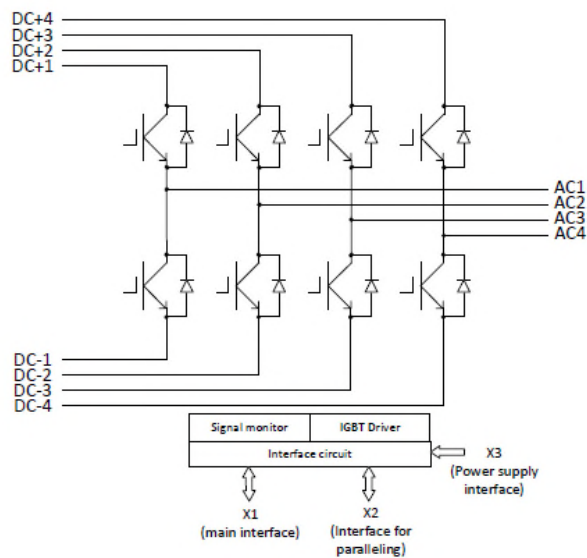 DC+4
DC+3
DC+2
DC+1
AC1
AC2
AC3
AC4
DC-1
DC-2
DC-3
DC-4
Signal monitor
IGBT Driver
Interface circuit
X3
(Power supply
interface)
X1
(main interface)
X2
(Interface for
paralleling)